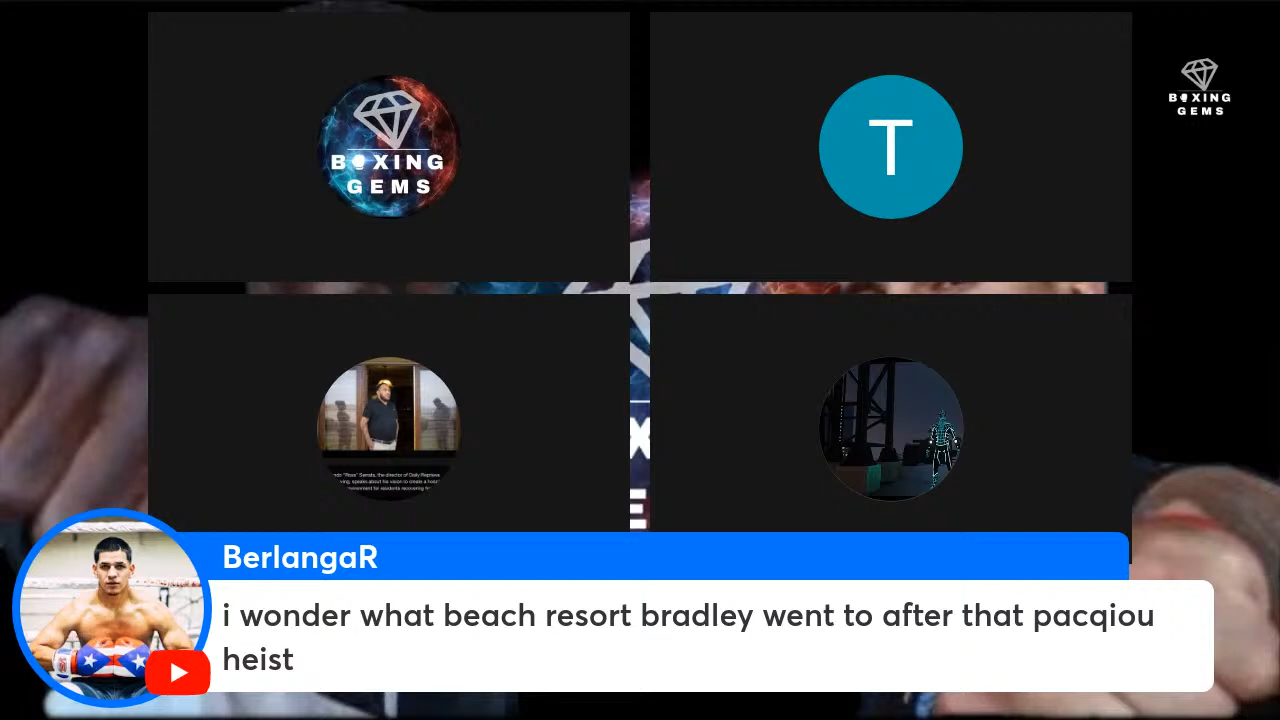 BOXING
GEMS
T
BOXING
GEMS
BerlangaR
i wonder what beach resort bradley went to after that pacqiou
heist